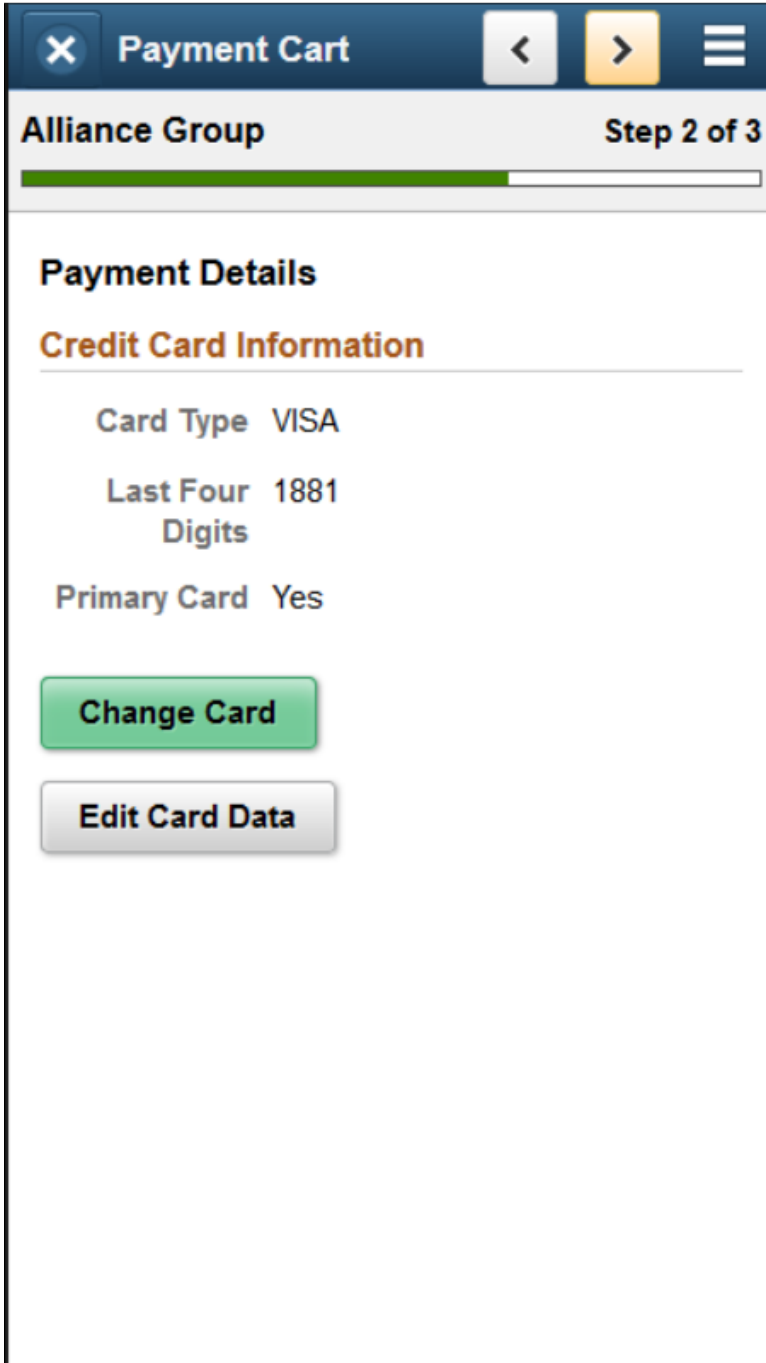 Payment Cart
Alliance Group Step 2 of 3
Payment Details
Credit Card Information
Card Type VISA
Last Four 1881
Digits
Primary Card Yes
Change Card
Edit Card Data